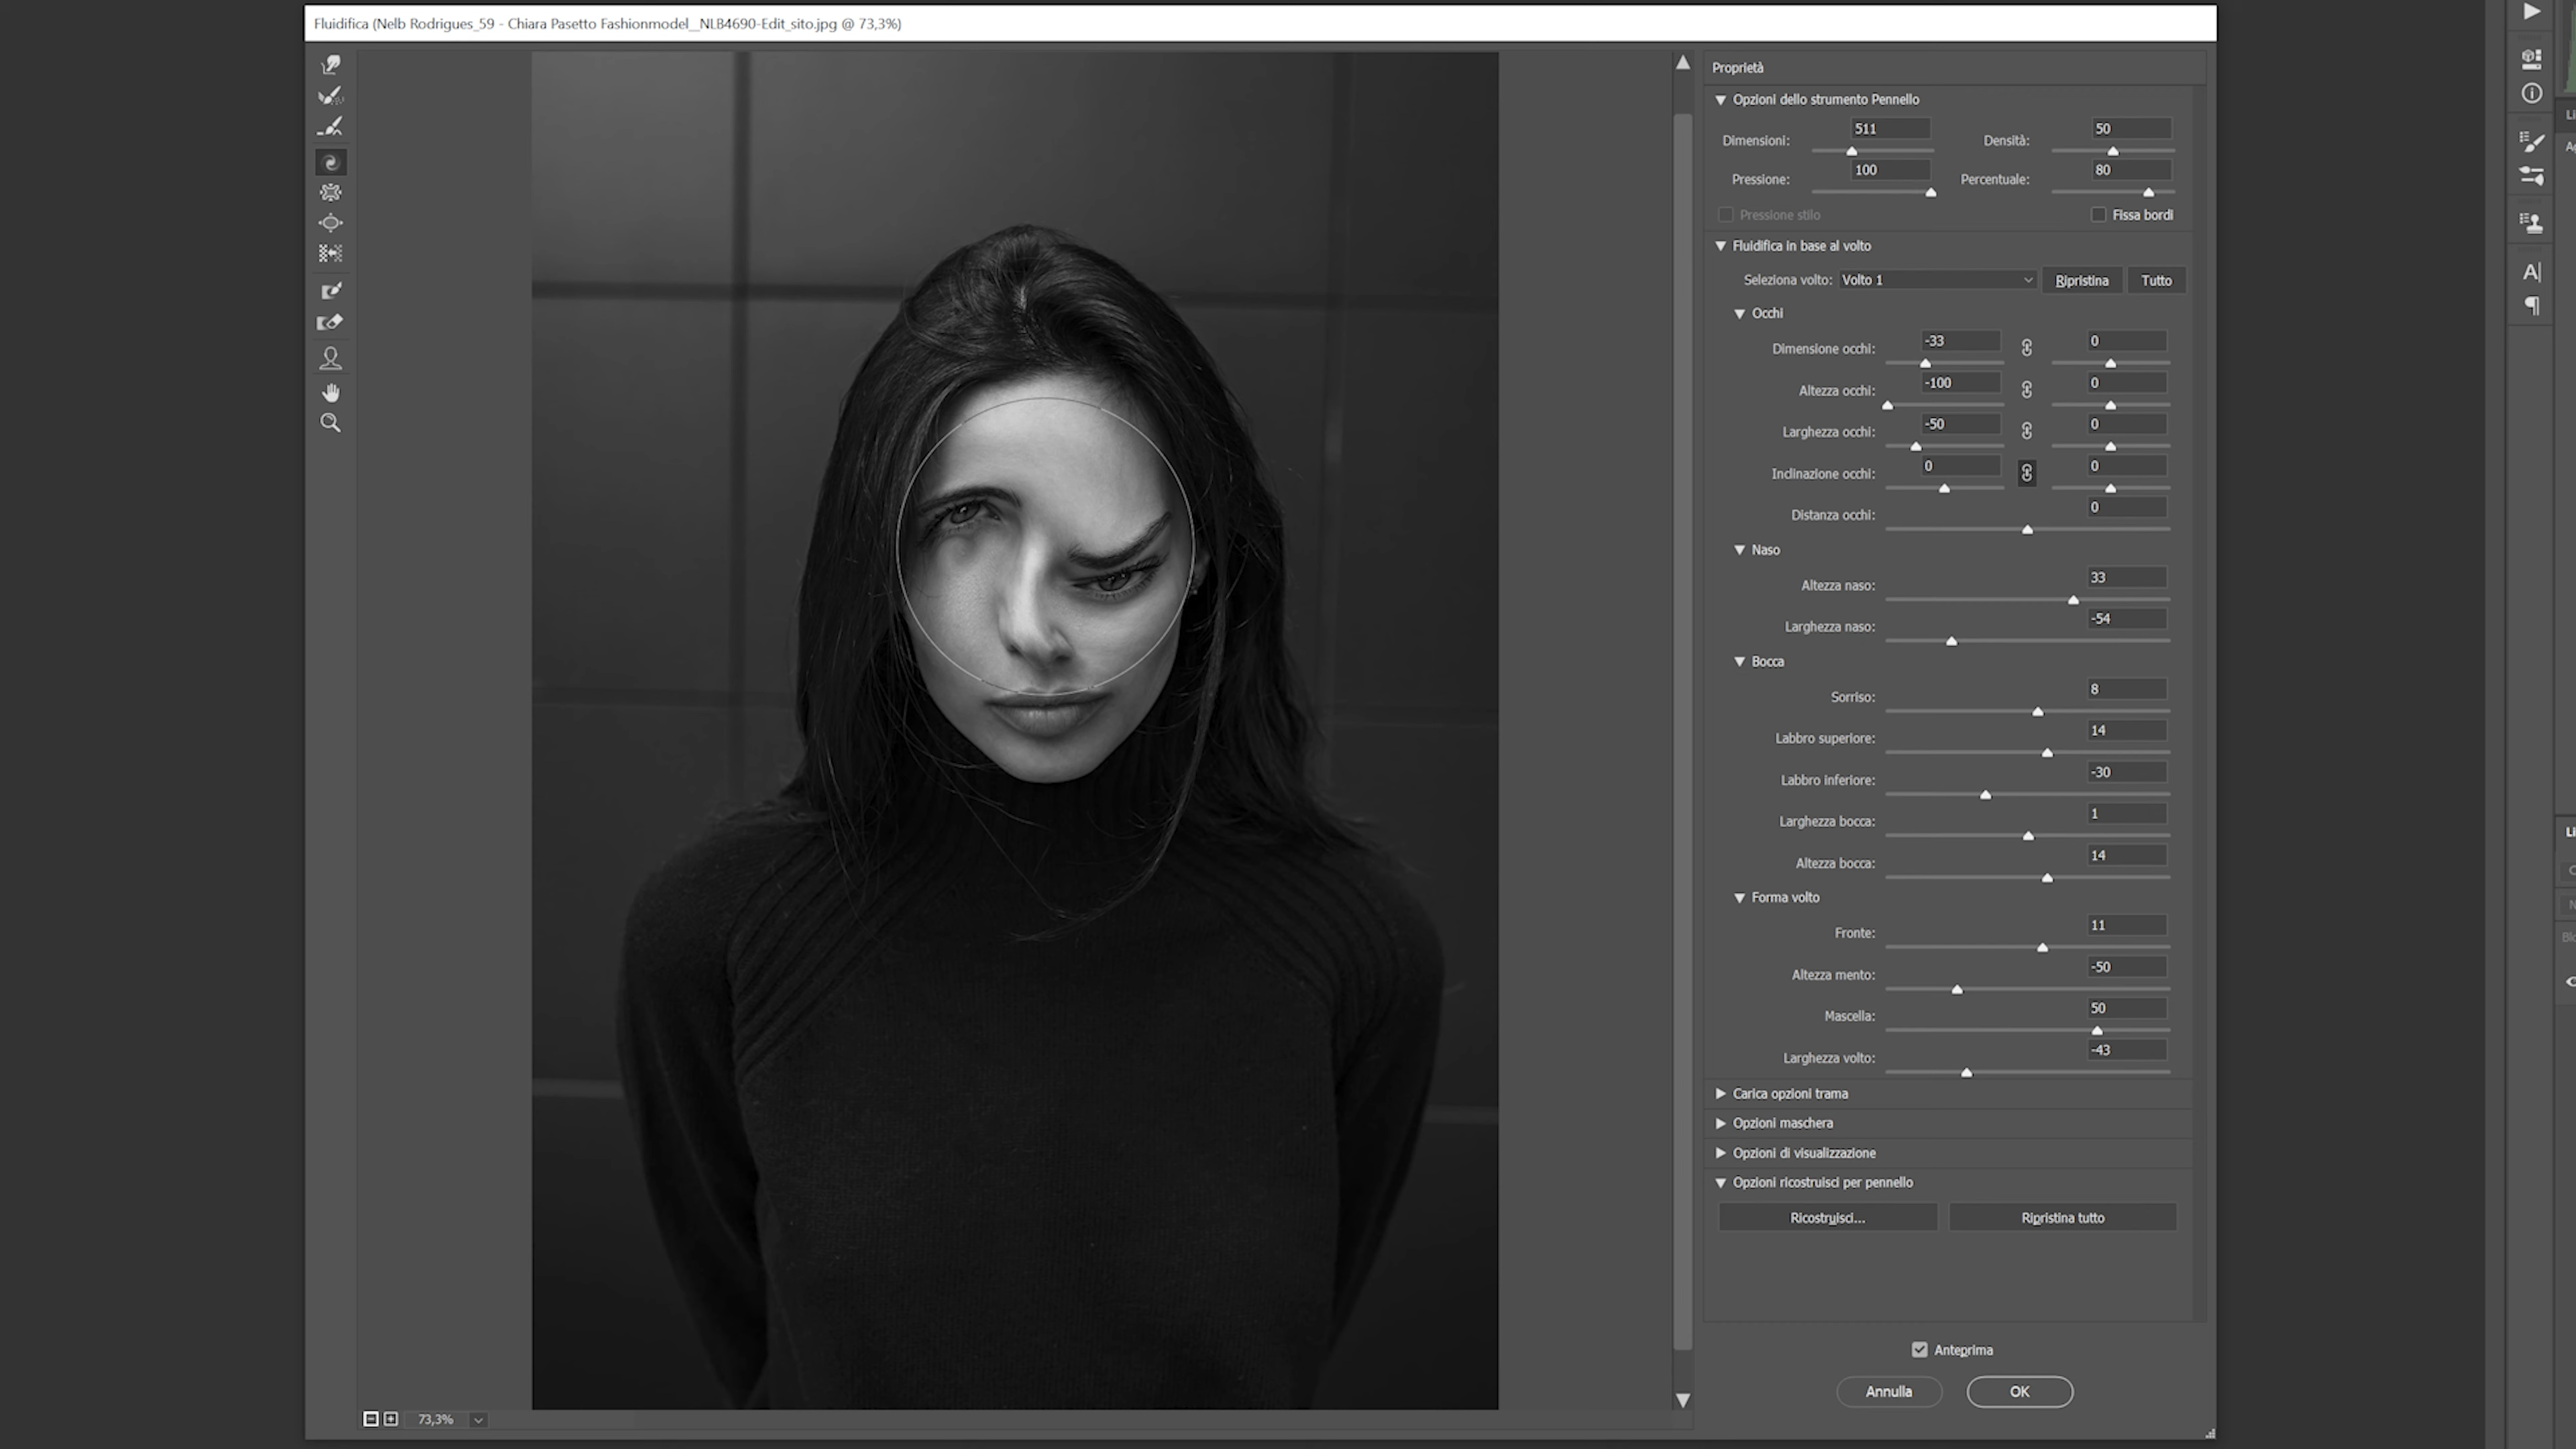 Fluidifica (Nelb Rodrigues_59 - Chiara Pasetto Fashionmodel__NLB4690-Edit_sito.jpg @ 73,3%)
Proprietà
Opzioni dello strumento Pennello
Dimensioni: 511 Densità: 50
Pressione: 100 Percentuale: 80
Pressione stilo Fissa bordi
Fluidifica in base al volto
Seleziona volto: Volto 1 Ripristina Tutto
Occhi
Dimensione occhi: -33 0
Altezza occhi: -100 0
Larghezza occhi: -50 0
Inclinazione occhi: 0 0
Distanza occhi: 0
Naso
Altezza naso: 33
Larghezza naso: -54
Bocca
Sorriso: 8
Labbro superiore: 14
Labbro inferiore: -30
Larghezza bocca: 1
Altezza bocca: 14
Forma volto
Fronte: 11
Altezza mento: -50
Mascella: 50
Larghezza volto: -43
Carica opzioni trama
Opzioni maschera
Opzioni di visualizzazione
Opzioni ricostruisci per pennello
Ricostruisci... Ripristina tutto
Anteprima
Annulla OK
73,3%